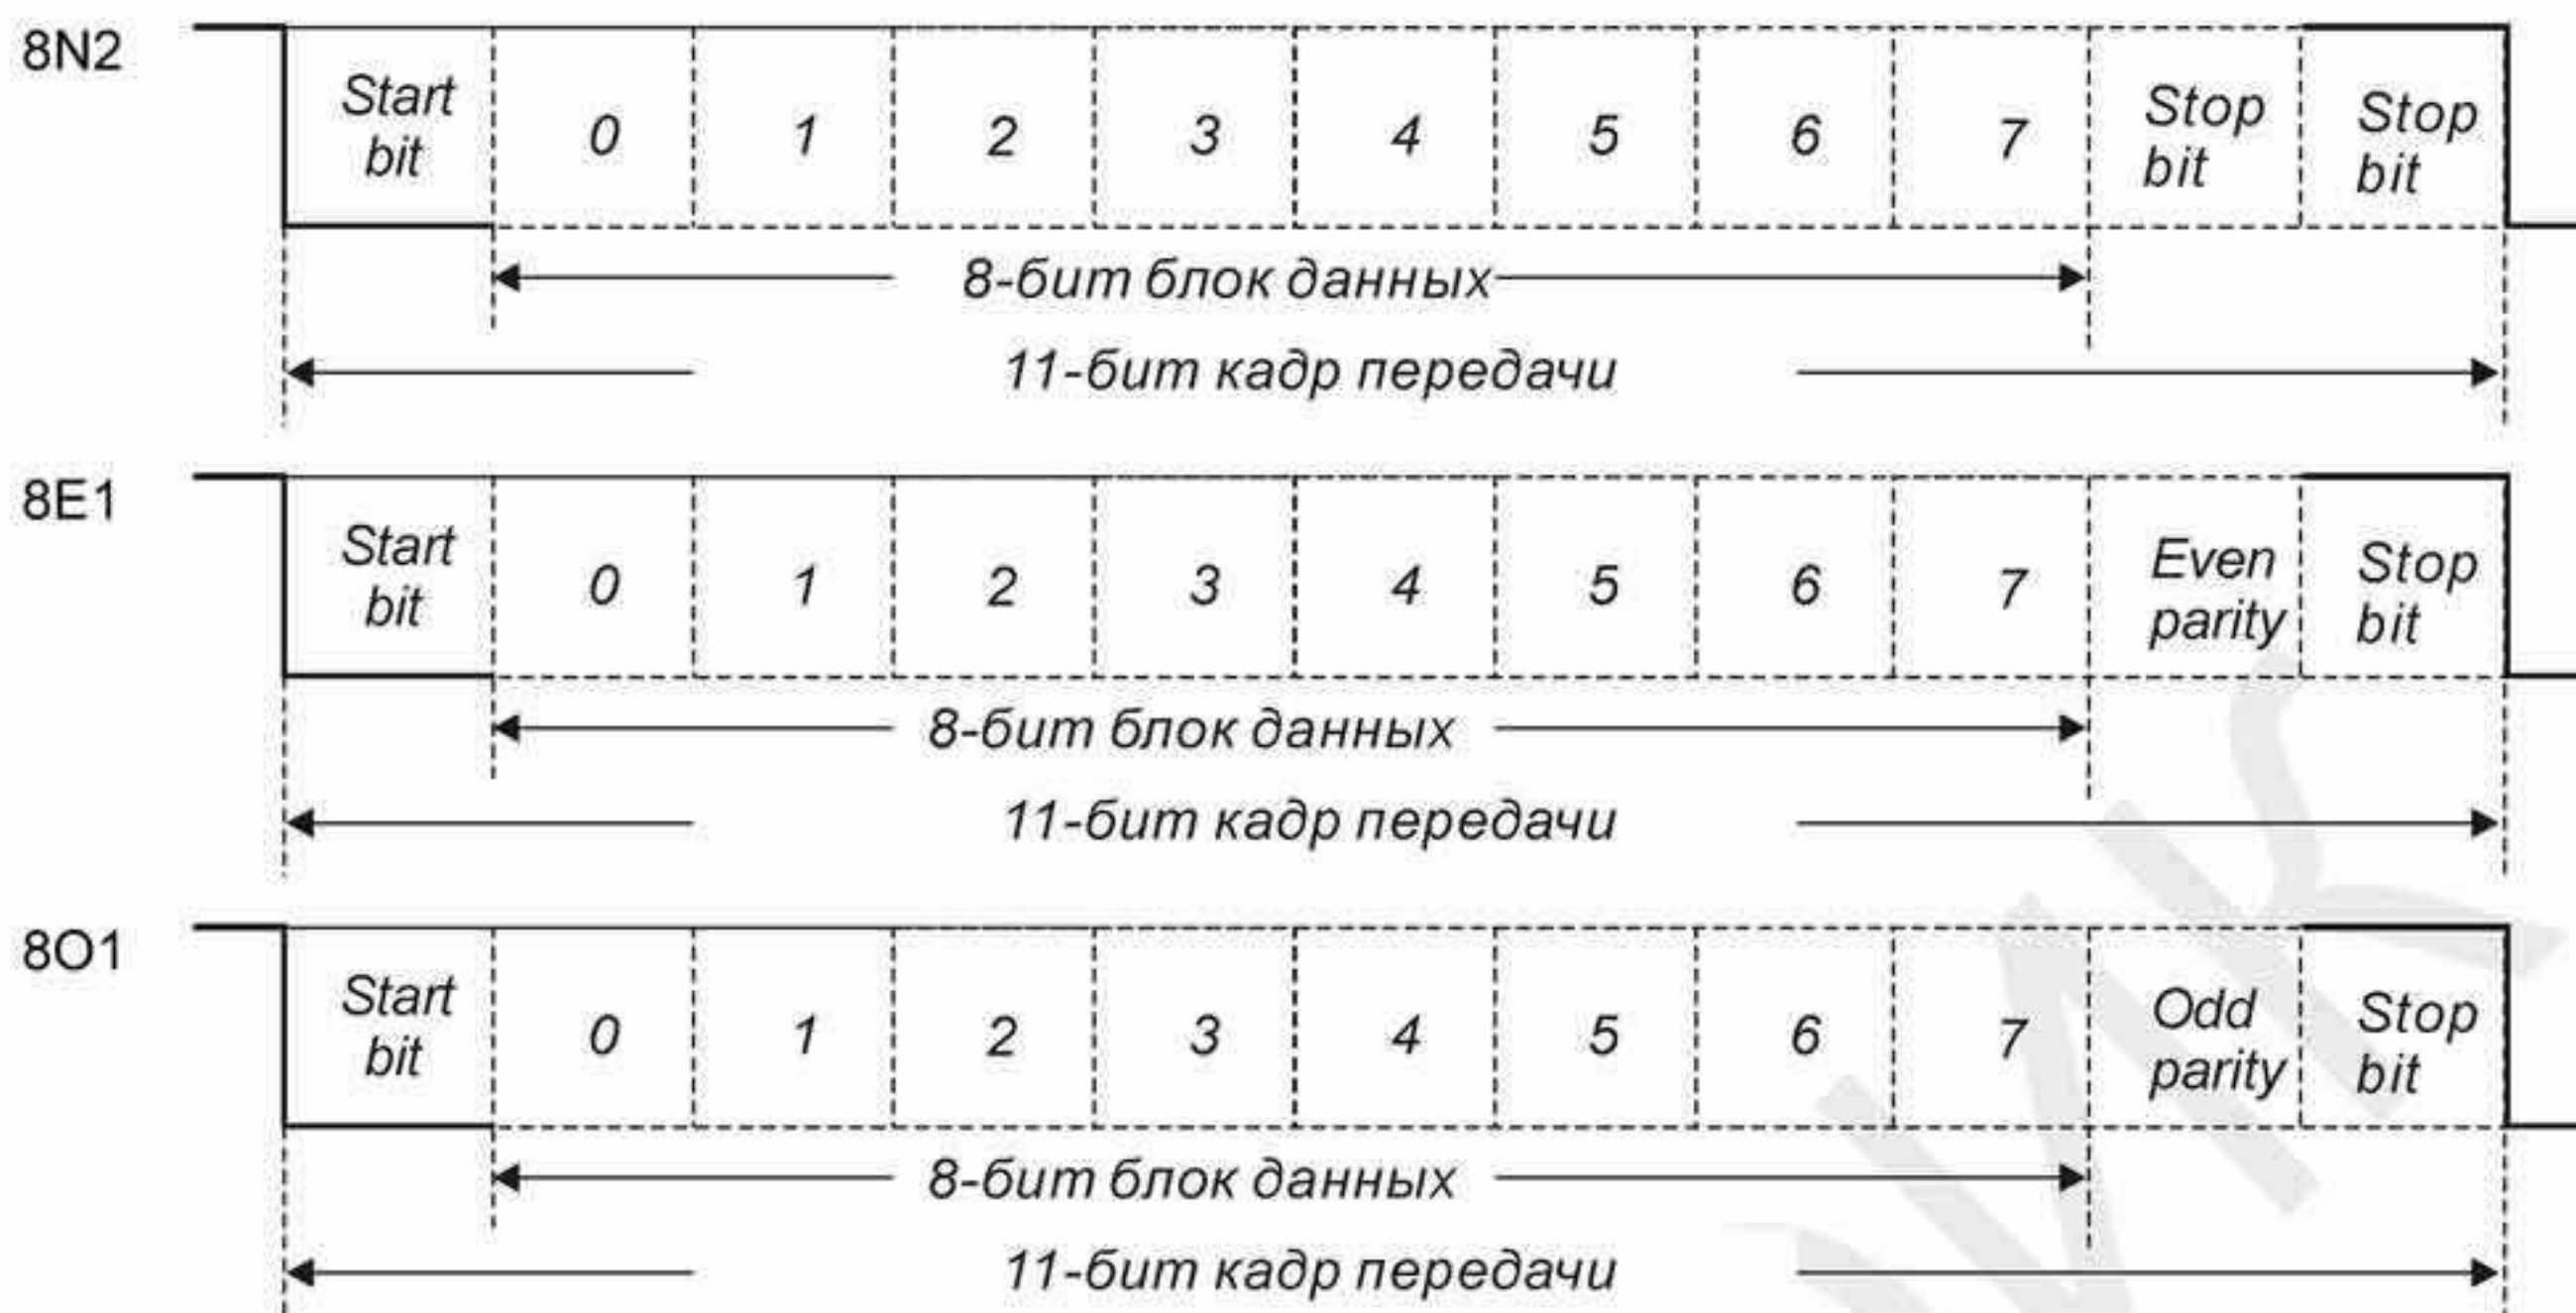 8N2
Start bit 0 1 2 3 4 5 6 7 Stop bit Stop bit
8-бит блок данных
11-бит кадр передачи
8E1
Start bit 0 1 2 3 4 5 6 7 Even parity Stop bit
8-бит блок данных
11-бит кадр передачи
8O1
Start bit 0 1 2 3 4 5 6 7 Odd parity Stop bit
8-бит блок данных
11-бит кадр передачи